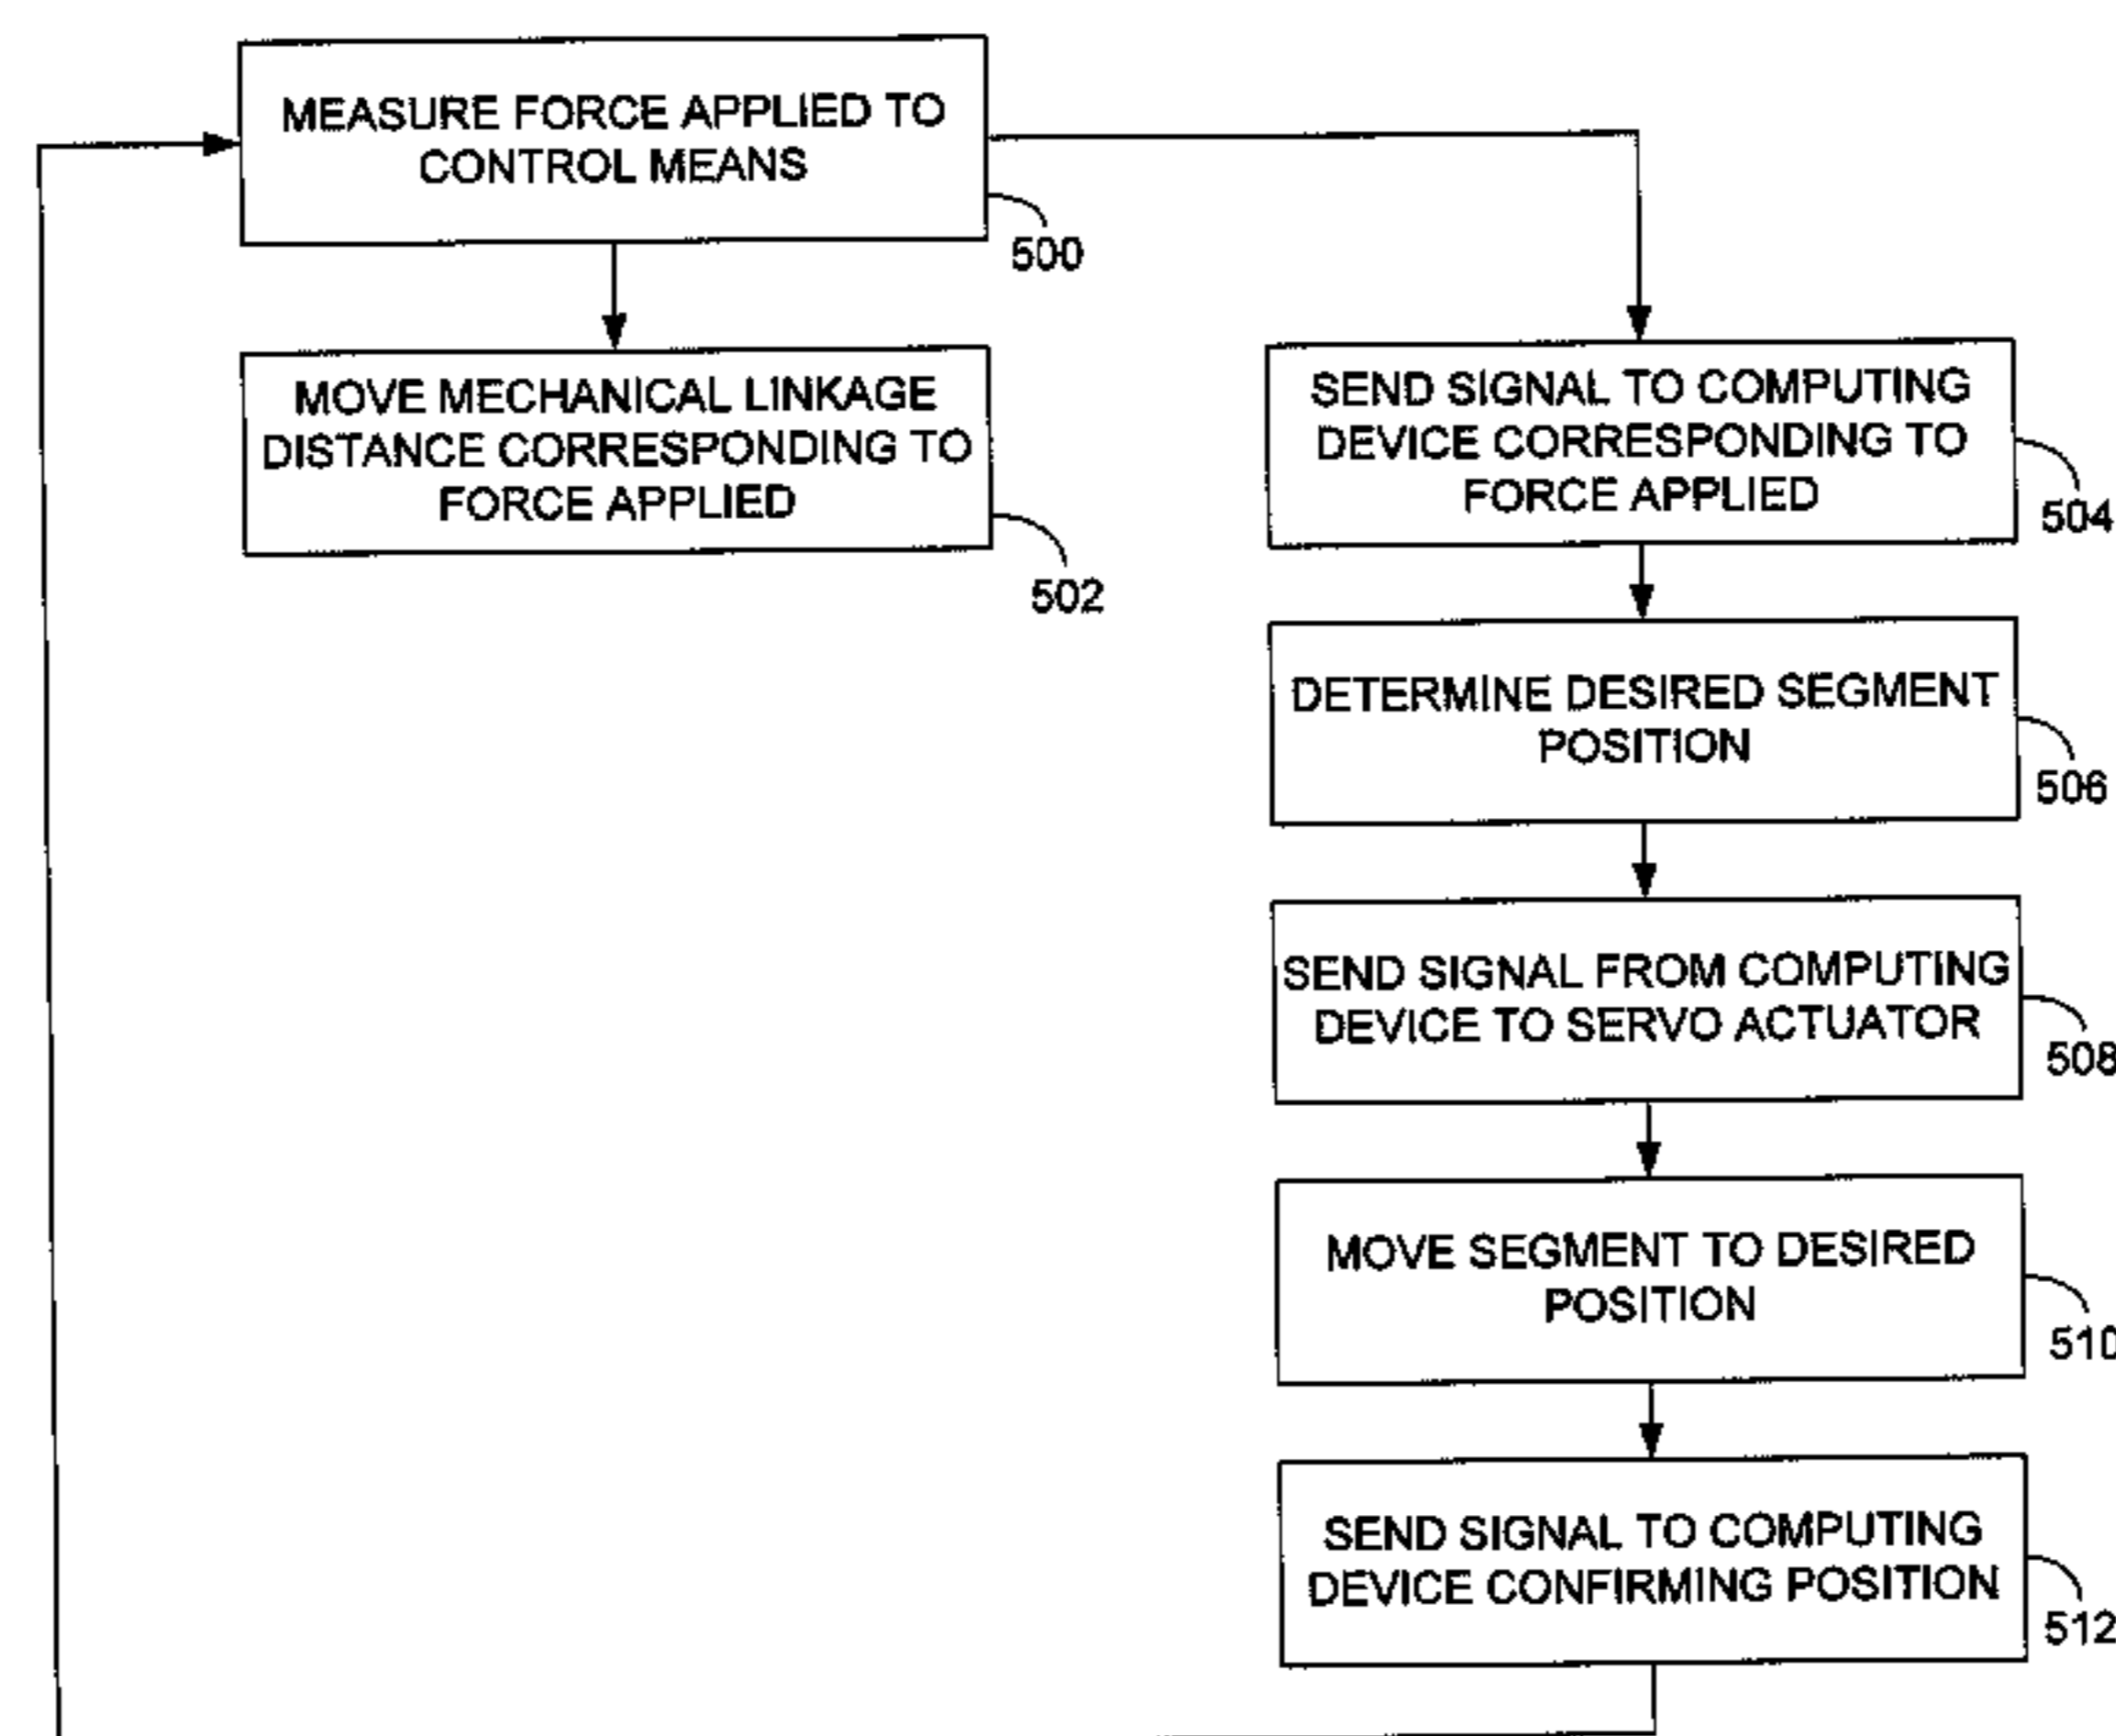 MEASURE FORCE APPLIED TO
CONTROL MEANS
500
MOVE MECHANICAL LINKAGE
DISTANCE CORRESPONDING TO
FORCE APPLIED
502
SEND SIGNAL TO COMPUTING
DEVICE CORRESPONDING TO
FORCE APPLIED
504
DETERMINE DESIRED SEGMENT
POSITION
506
SEND SIGNAL FROM COMPUTING
DEVICE TO SERVO ACTUATOR
508
MOVE SEGMENT TO DESIRED
POSITION
510
SEND SIGNAL TO COMPUTING
DEVICE CONFIRMING POSITION
512